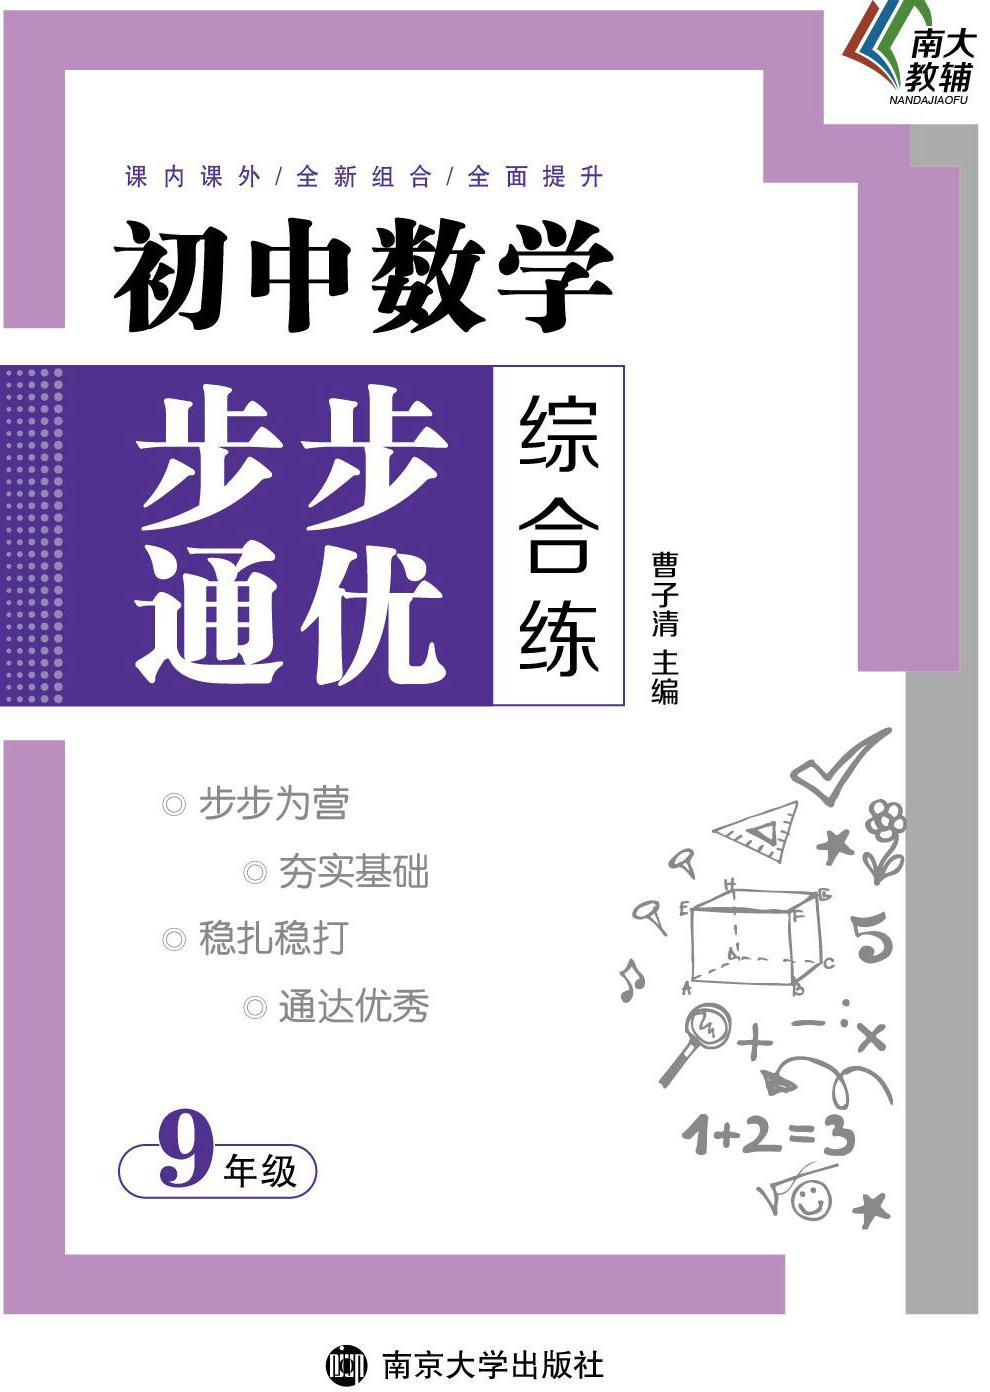 南大
教辅
NANDAJIAOFU
课内课外/全新组合/全面提升
初中数学
步步
通优
综合练
曹子清 主编
◎ 步步为营
◎ 夯实基础
◎ 稳扎稳打
◎ 通达优秀
H
E
F
A
B
C
5
+ − ÷ ×
1+2=3
√
9年级
南京大学出版社